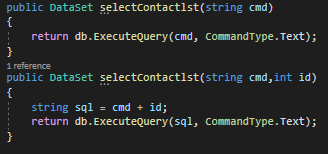 public DataSet selectContactlst(string cmd)
{
return db.ExecuteQuery(cmd, CommandType.Text);
}
1 reference
public DataSet selectContactlst(string cmd,int id)
{
string sql = cmd + id;
return db.ExecuteQuery(sql, CommandType.Text);
}